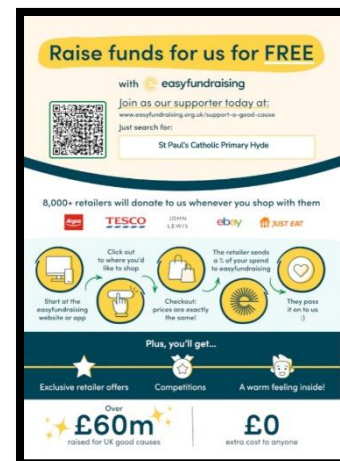 Raise funds for us for FREE
with easyfundraising
Join as our supporter today at:
www.easyfundraising.org.uk/support-a-good-cause
Just search for:
St Paul's Catholic Primary Hyde
8,000+ retailers will donate to us whenever you shop with them
Argos TESCO JOHN LEWIS ebay JUST EAT
Start at the
easyfundraising
website or app
Click out
to where you'd
like to shop
Checkout:
prices are exactly
the same!
The retailer sends
a % of your spend
to easyfundraising
They pass
it on to us
:)
Plus, you'll get...
Exclusive retailer offers
Competitions
A warm feeling inside!
Over
£60m
raised for UK good causes
£0
extra cost to anyone